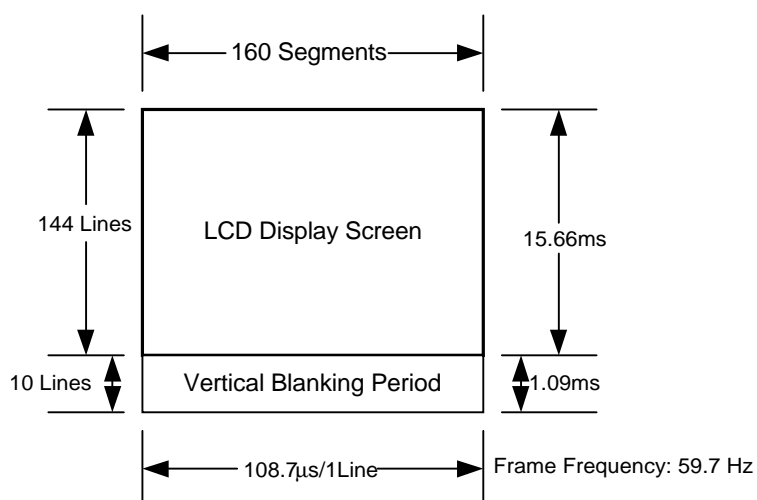 160 Segments
144 Lines
LCD Display Screen
15.66ms
10 Lines
Vertical Blanking Period
1.09ms
108.7µs/1Line
Frame Frequency: 59.7 Hz